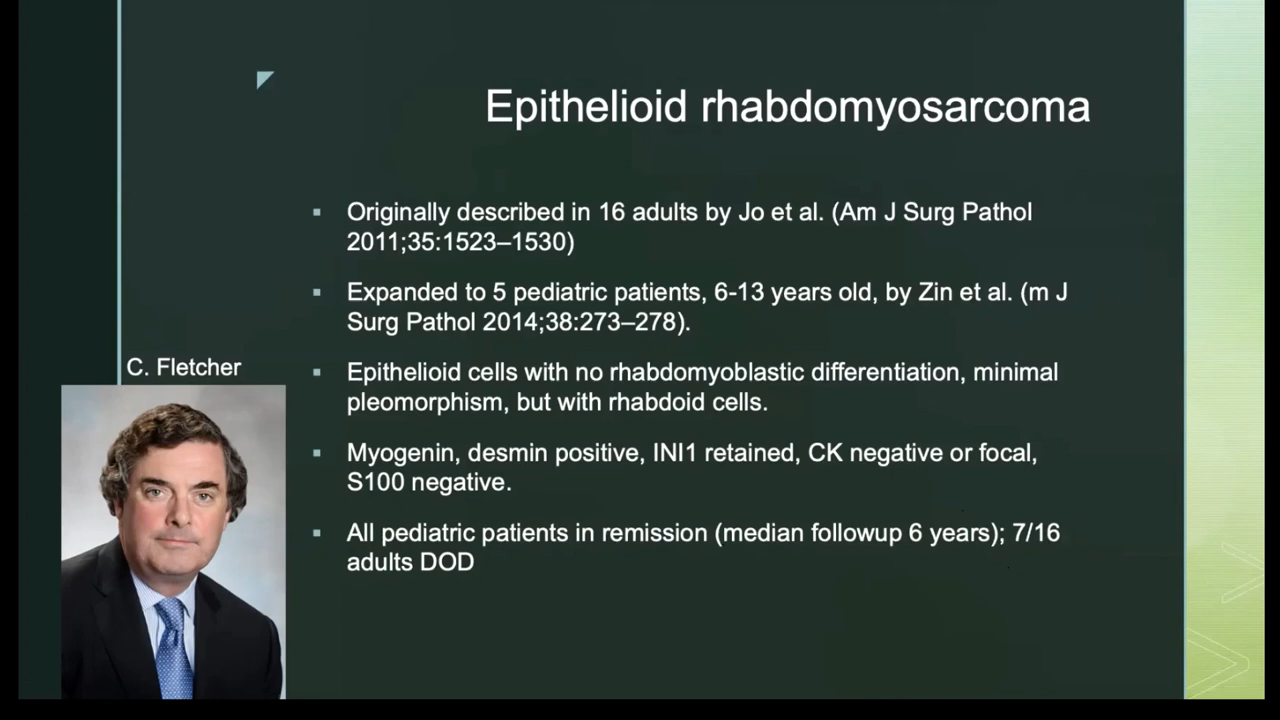 Epithelioid rhabdomyosarcoma
▪ Originally described in 16 adults by Jo et al. (Am J Surg Pathol
2011;35:1523–1530)
▪ Expanded to 5 pediatric patients, 6-13 years old, by Zin et al. (m J
Surg Pathol 2014;38:273–278).
C. Fletcher
▪ Epithelioid cells with no rhabdomyoblastic differentiation, minimal
pleomorphism, but with rhabdoid cells.
▪ Myogenin, desmin positive, INI1 retained, CK negative or focal,
S100 negative.
▪ All pediatric patients in remission (median followup 6 years); 7/16
adults DOD